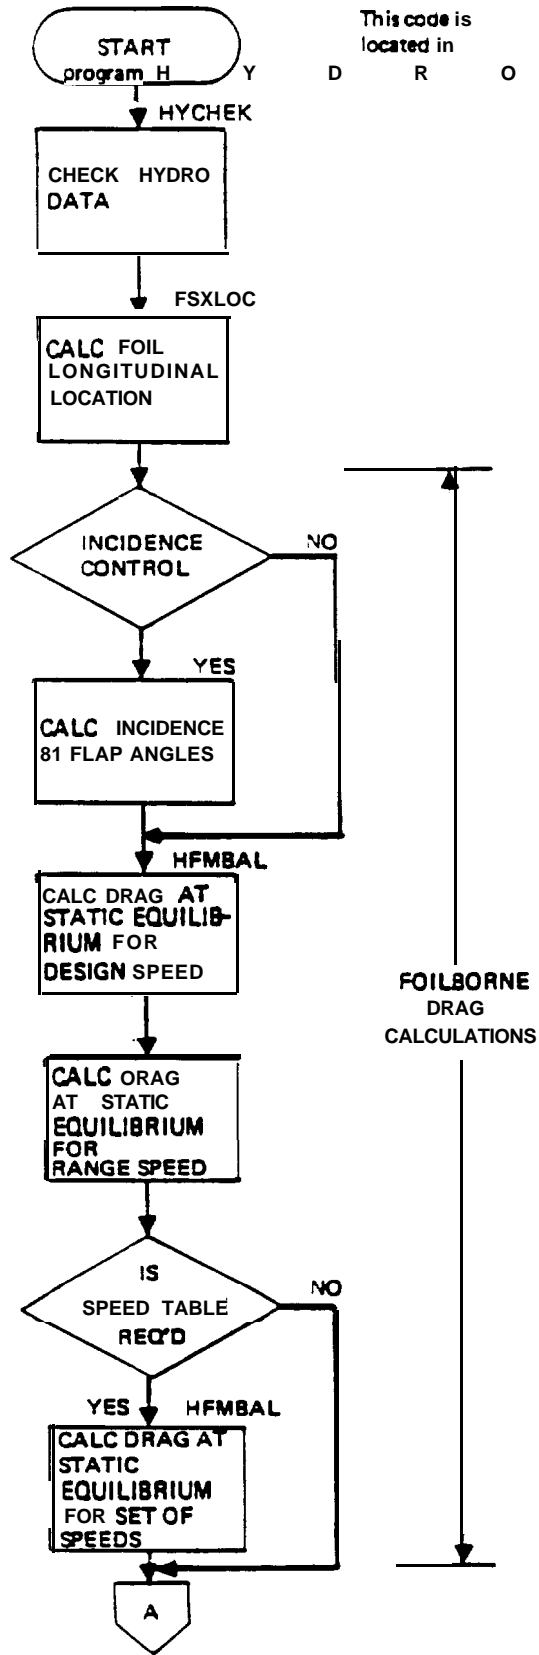 This code is
located in
START
program H Y D R O
HYCHEK
CHECK HYDRO
DATA
FSXLOC
CALC FOIL
LONGITUDINAL
LOCATION
INCIDENCE
CONTROL
NO
YES
CALC INCIDENCE
81 FLAP ANGLES
HFMBAL
CALC DRAG AT
STATIC EQUILIB-
RIUM FOR
DESIGN SPEED
FOILBORNE
DRAG
CALCULATIONS
CALC ORAG
AT STATIC
EQUILIBRIUM
FOR
RANGE SPEED
IS
SPEED TABLE
REQ'D
NO
YES HFMBAL
CALC DRAG AT
STATIC
EQUILIBRIUM
FOR SET OF
SPEEDS
A